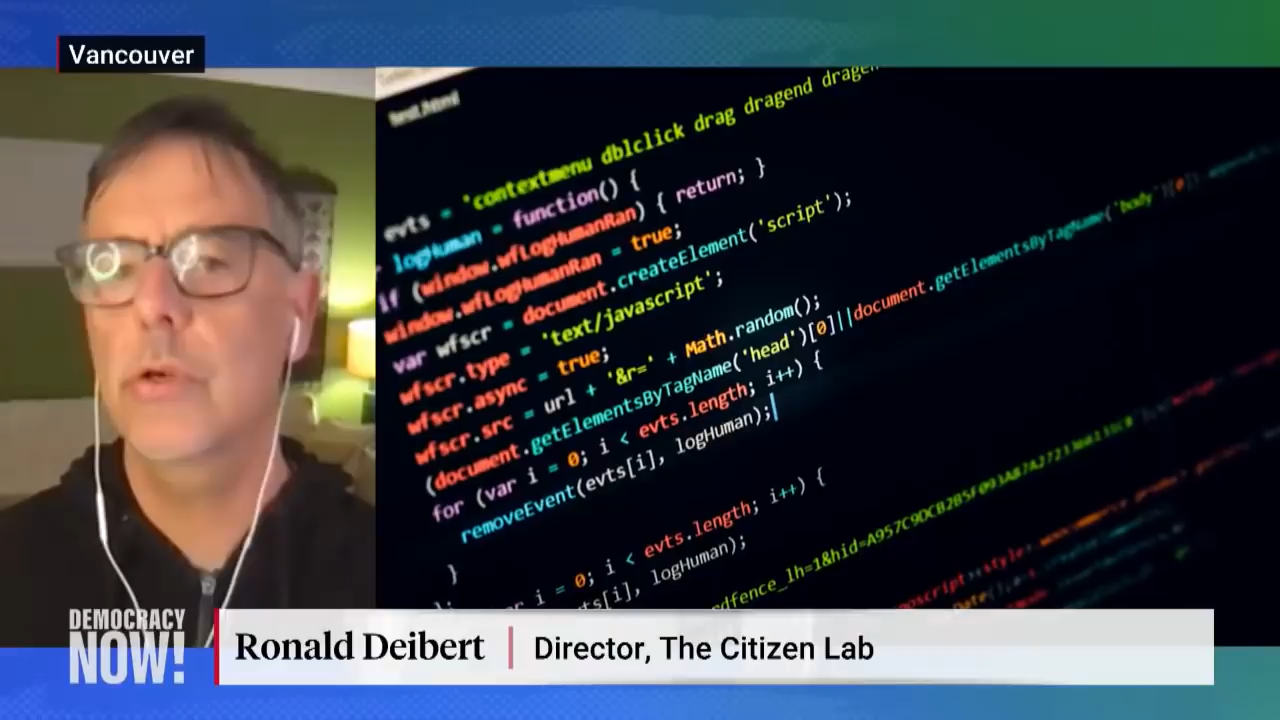 Vancouver
test.html
evts = 'contextmenu dblclick drag dragend
logHuman = function() {
if (window.wfLogHumanRan) { return; }
window.wfLogHumanRan = true;
var wfscr = document.createElement('script');
wfscr.type = 'text/javascript';
wfscr.async = true;
wfscr.src = url + '&r=' + Math.random();
(document.getElementsByTagName('head')[0]||document.getElementsByTagName('body')[0])
for (var i = 0; i < evts.length; i++) {
removeEvent(evts[i], logHuman);
}
i = 0; i < evts.length; i++) {
logHuman);
DEMOCRACY
NOW!
Ronald Deibert
Director, The Citizen Lab